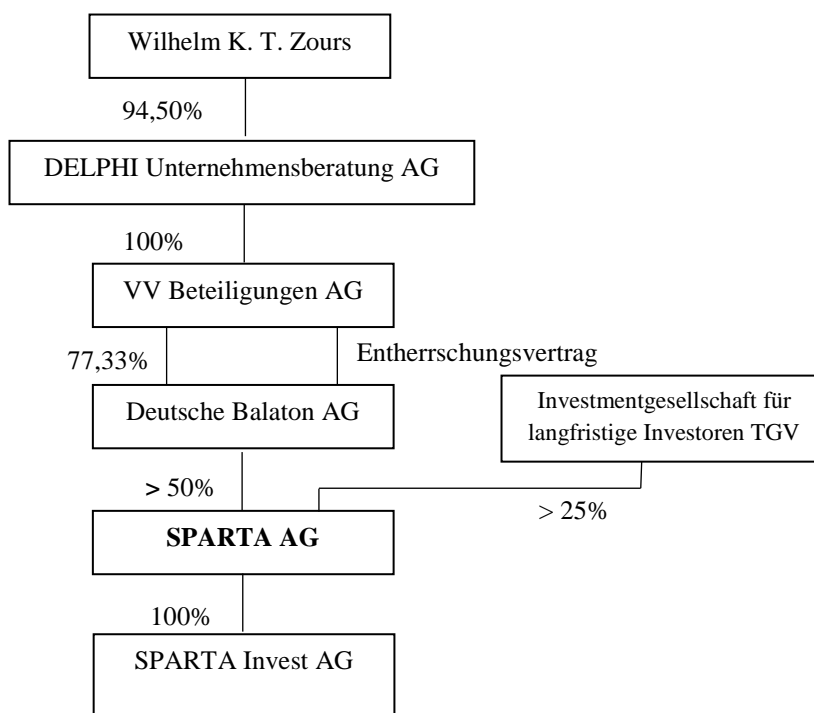 Wilhelm K. T. Zours
94,50%
DELPHI Unternehmensberatung AG
100%
VV Beteiligungen AG
77,33%
Entherrschungsvertrag
Deutsche Balaton AG
Investmentgesellschaft für
langfristige Investoren TGV
> 50%
> 25%
SPARTA AG
100%
SPARTA Invest AG